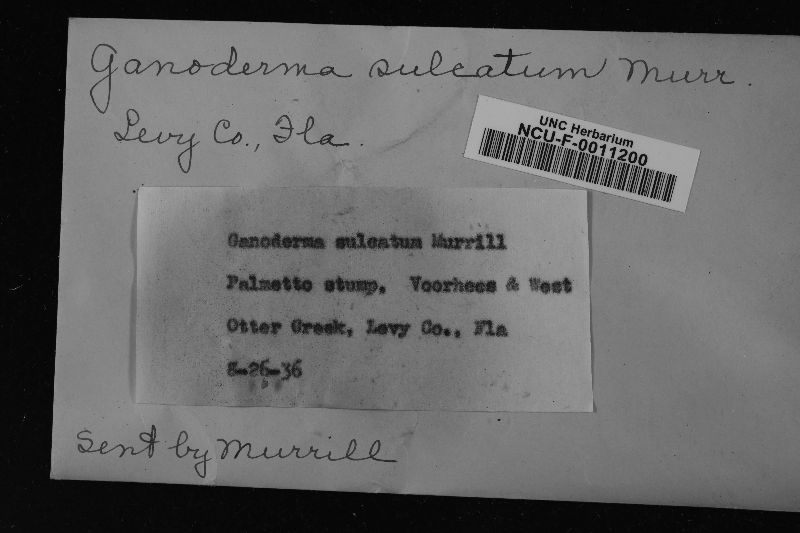 Ganoderma sulcatum Murr.
Levy Co., Fla.
UNC Herbarium
NCU-F-0011200
Ganoderma sulcatum Murrill
Palmetto stump. Voorhees & West
Otter Creek, Levy Co., Fla
8-26-36
Sent by Murrill